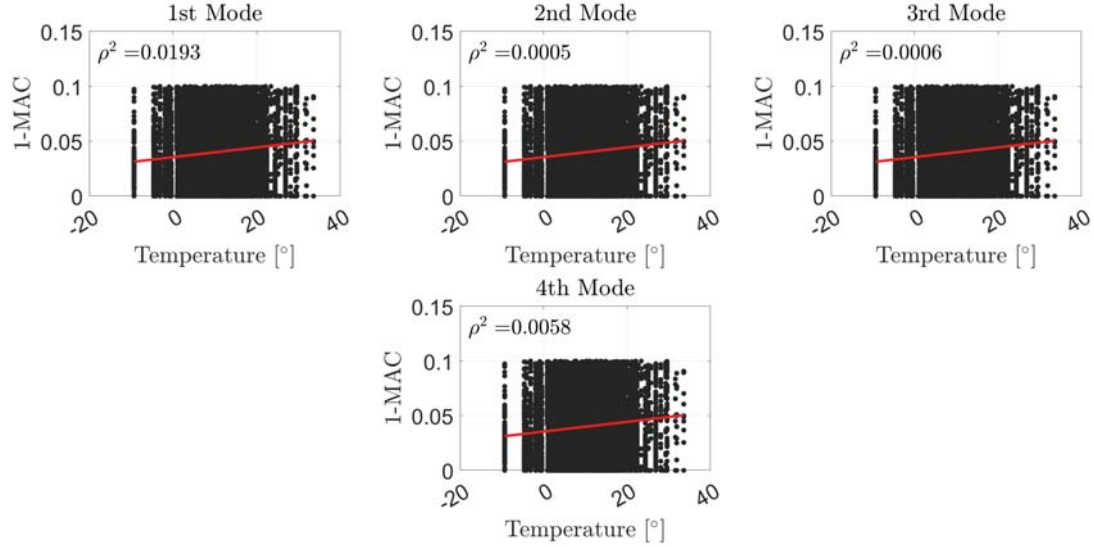 1st Mode
0.15
ρ² =0.0193
0.1
0.05
0
1-MAC
-20
0
20
40
Temperature [°]
2nd Mode
0.15
ρ² =0.0005
0.1
0.05
0
1-MAC
-20
0
20
40
Temperature [°]
3rd Mode
0.15
ρ² =0.0006
0.1
0.05
0
1-MAC
-20
0
20
40
Temperature [°]
4th Mode
0.15
ρ² =0.0058
0.1
0.05
0
1-MAC
-20
0
20
40
Temperature [°]